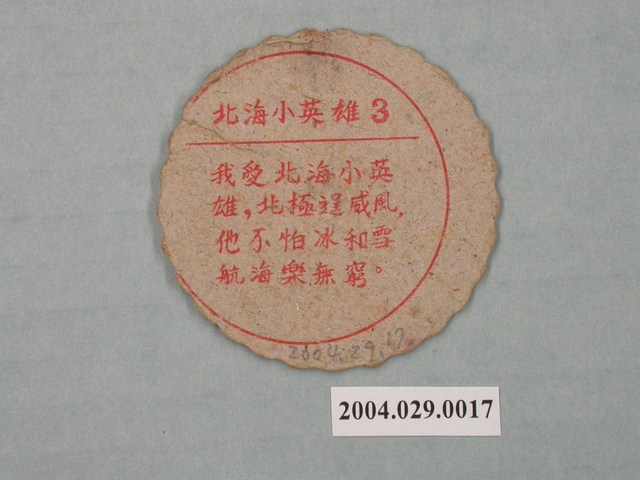 北海小英雄 3
我愛北海小英
雄,北極逞威風,
他不怕冰和雪
航海樂無窮。
2004.29.17
2004.029.0017